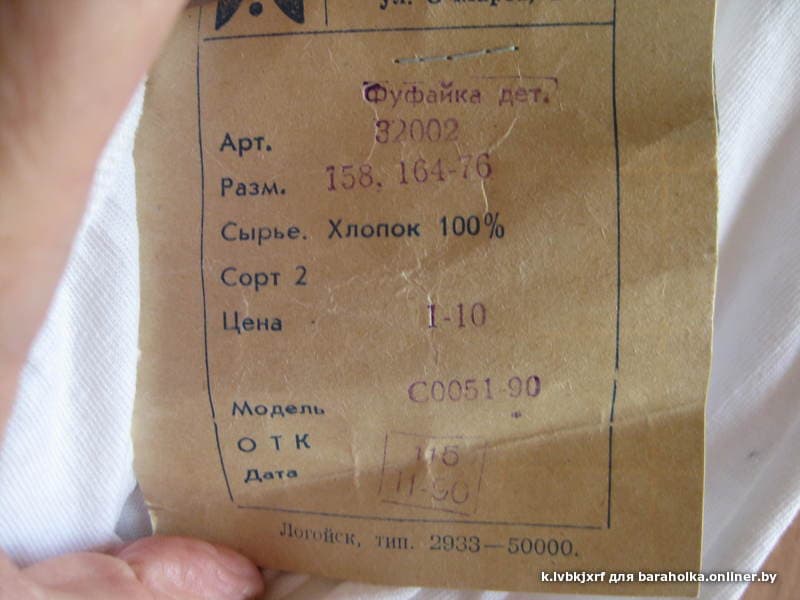 Фуфайка дет.
Арт. 32002
Разм. 158, 164-76
Сырье. Хлопок 100%
Сорт 2
Цена 1-10
Модель С0051-90
ОТК 115
Дата 11-90
Логойск, тип. 2933—50000.
k.lvbkjxrf для baraholka.onliner.by